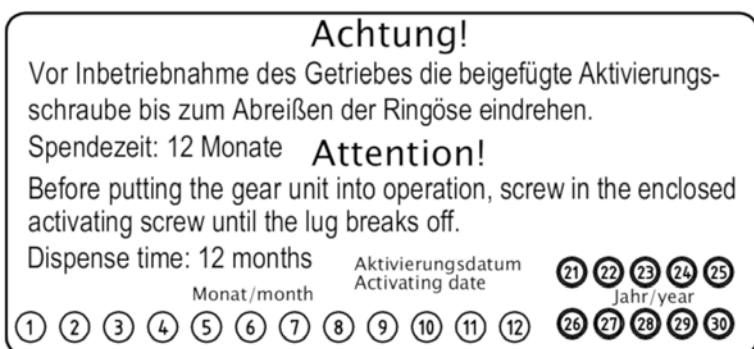 Achtung!
Vor Inbetriebnahme des Getriebes die beigefügte Aktivierungs-
schraube bis zum Abreißen der Ringöse eindrehen.
Spendezeit: 12 Monate Attention!
Before putting the gear unit into operation, screw in the enclosed
activating screw until the lug breaks off.
Dispense time: 12 months
Aktivierungsdatum
Activating date
Monat/month
1 2 3 4 5 6 7 8 9 10 11 12
21 22 23 24 25
Jahr/year
26 27 28 29 30